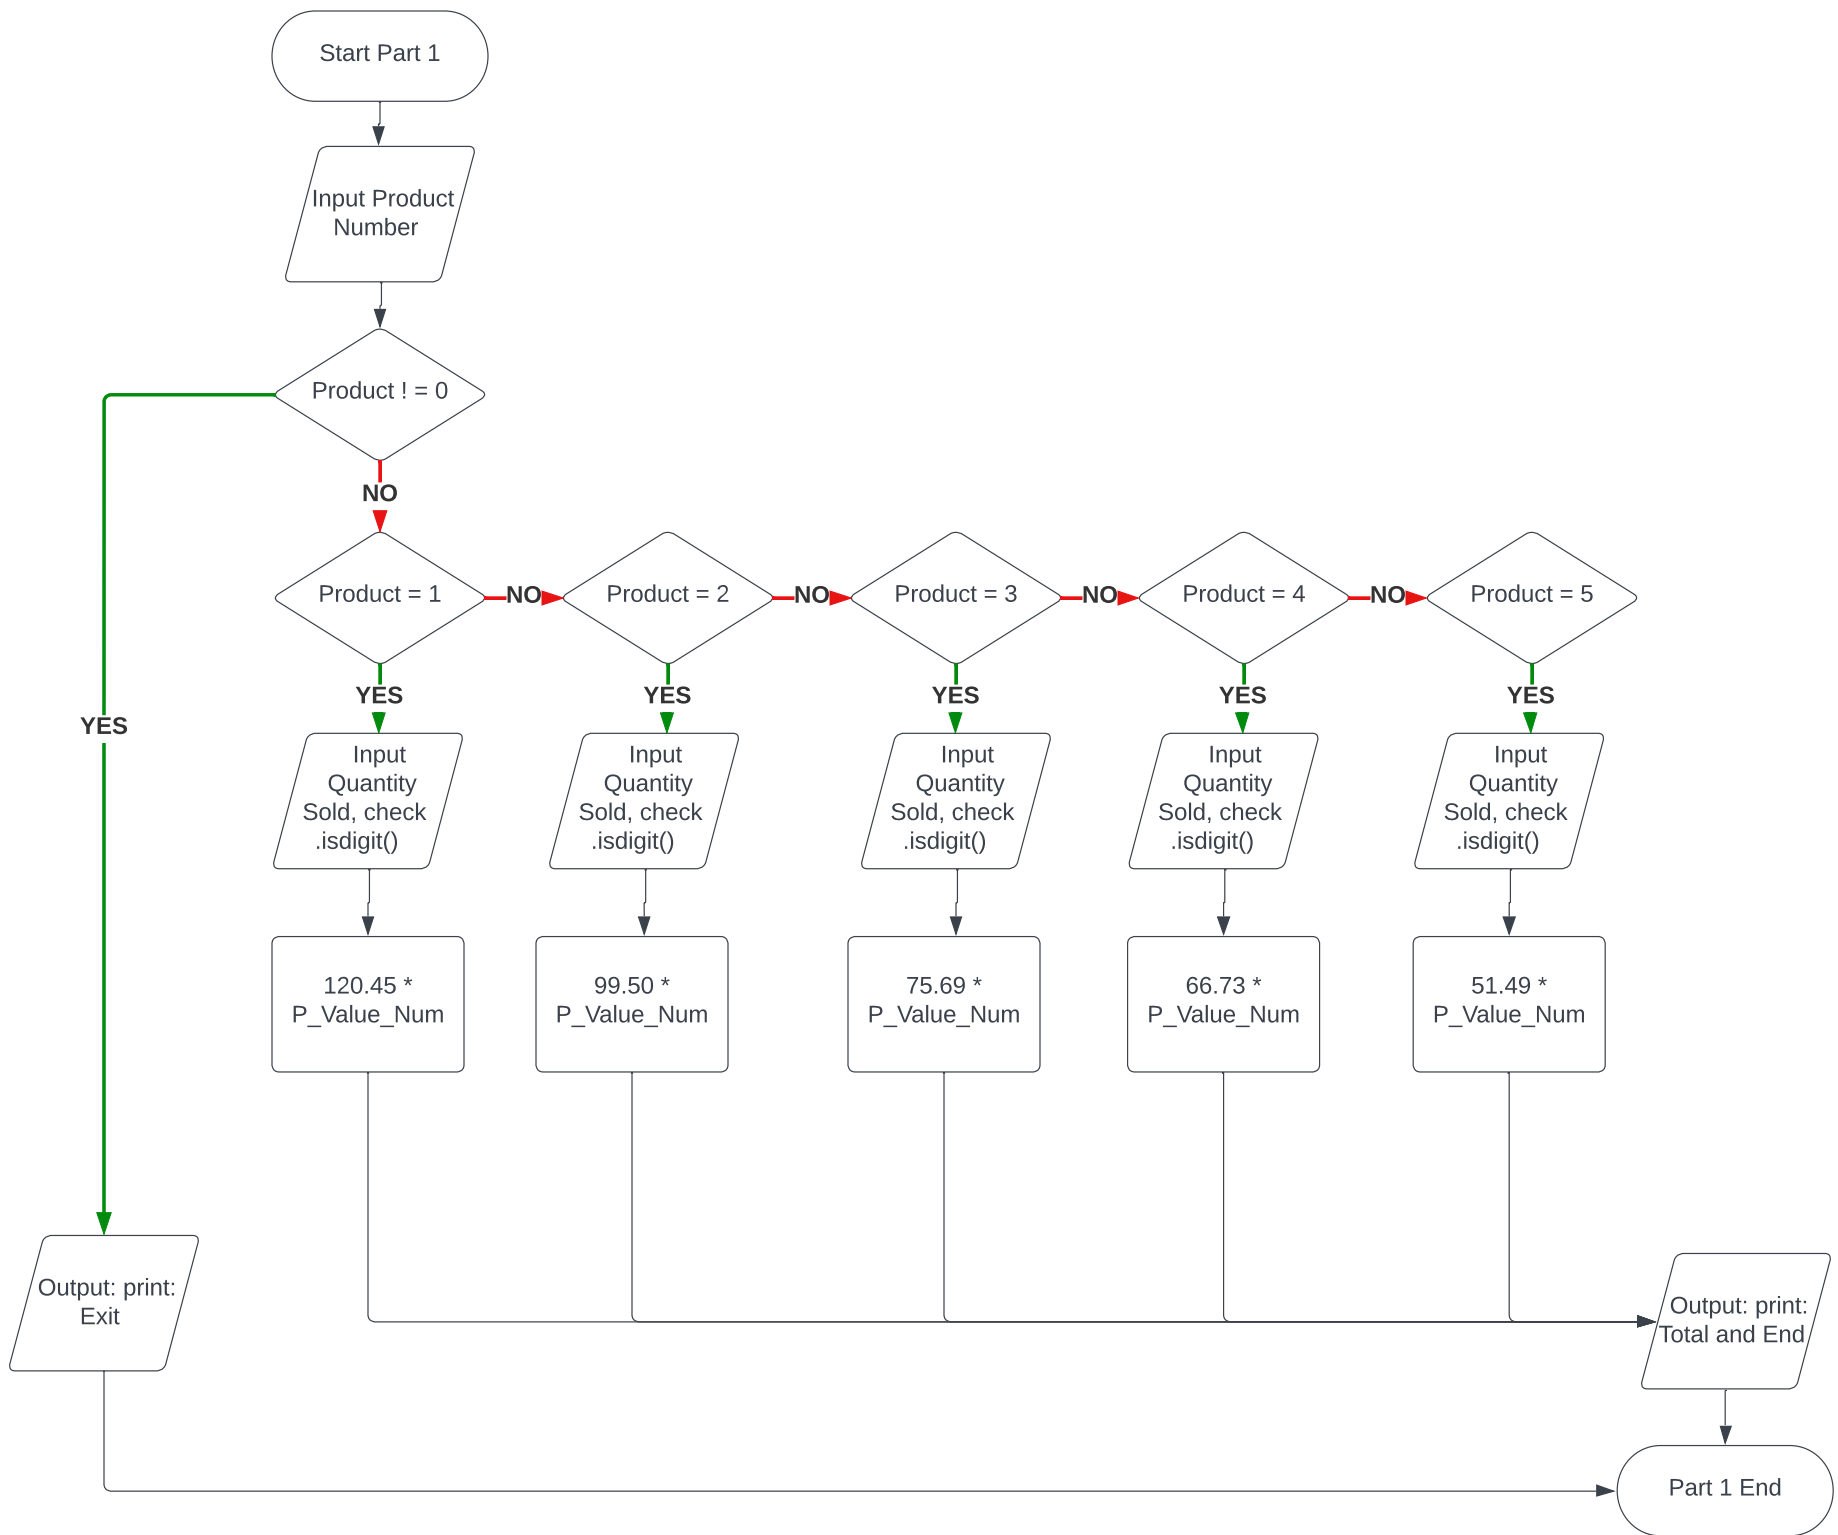 Start Part 1
Input Product
Number
Product ! = 0
NO
Product = 1
NO
Product = 2
NO
Product = 3
NO
Product = 4
NO
Product = 5
YES
YES
YES
YES
YES
YES
Input
Quantity
Sold, check
.isdigit()
Input
Quantity
Sold, check
.isdigit()
Input
Quantity
Sold, check
.isdigit()
Input
Quantity
Sold, check
.isdigit()
Input
Quantity
Sold, check
.isdigit()
120.45 *
P_Value_Num
99.50 *
P_Value_Num
75.69 *
P_Value_Num
66.73 *
P_Value_Num
51.49 *
P_Value_Num
Output: print:
Exit
Output: print:
Total and End
Part 1 End